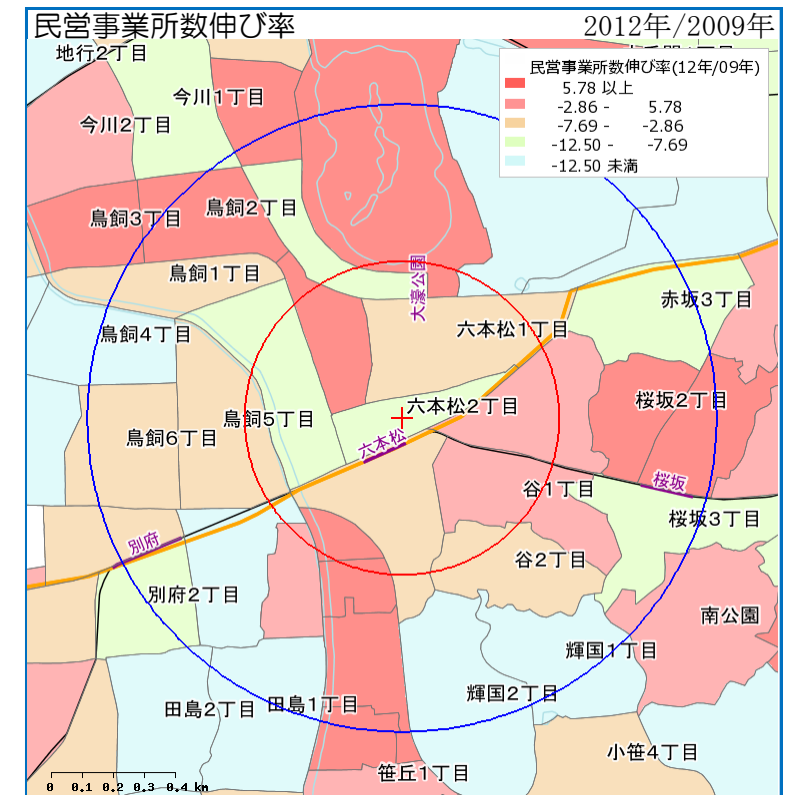 民営事業所数伸び率
2012年/2009年
民営事業所数伸び率(12年/09年)
5.78 以上
-2.86 - 5.78
-7.69 - -2.86
-12.50 - -7.69
-12.50 未満
地行2丁目
今川1丁目
今川2丁目
鳥飼2丁目
鳥飼3丁目
鳥飼1丁目
大濠公園
赤坂3丁目
六本松1丁目
鳥飼4丁目
桜坂2丁目
六本松2丁目
鳥飼5丁目
鳥飼6丁目
六本松
谷1丁目
桜坂
桜坂3丁目
別府
谷2丁目
別府2丁目
南公園
輝国1丁目
輝国2丁目
田島1丁目
田島2丁目
小笹4丁目
笹丘1丁目
0 0.1 0.2 0.3 0.4 km